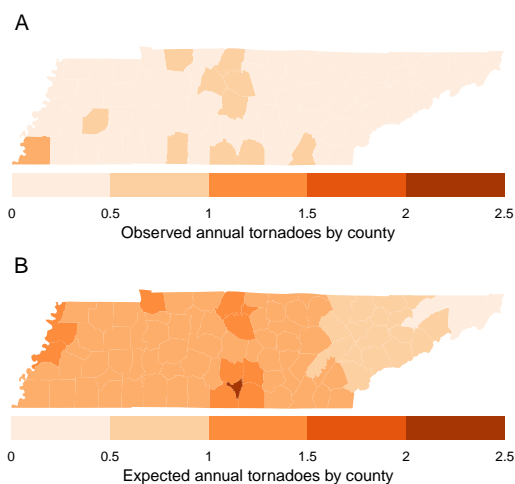 A
0 0.5 1 1.5 2 2.5
Observed annual tornadoes by county
B
0 0.5 1 1.5 2 2.5
Expected annual tornadoes by county